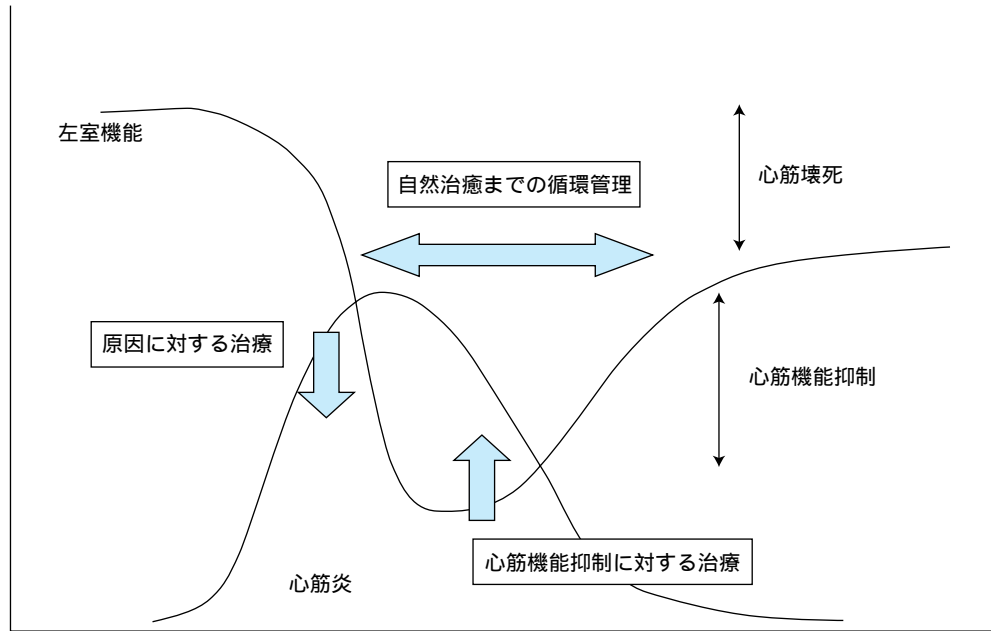 左室機能
心筋壊死
自然治癒までの循環管理
原因に対する治療
心筋機能抑制
心筋機能抑制に対する治療
心筋炎